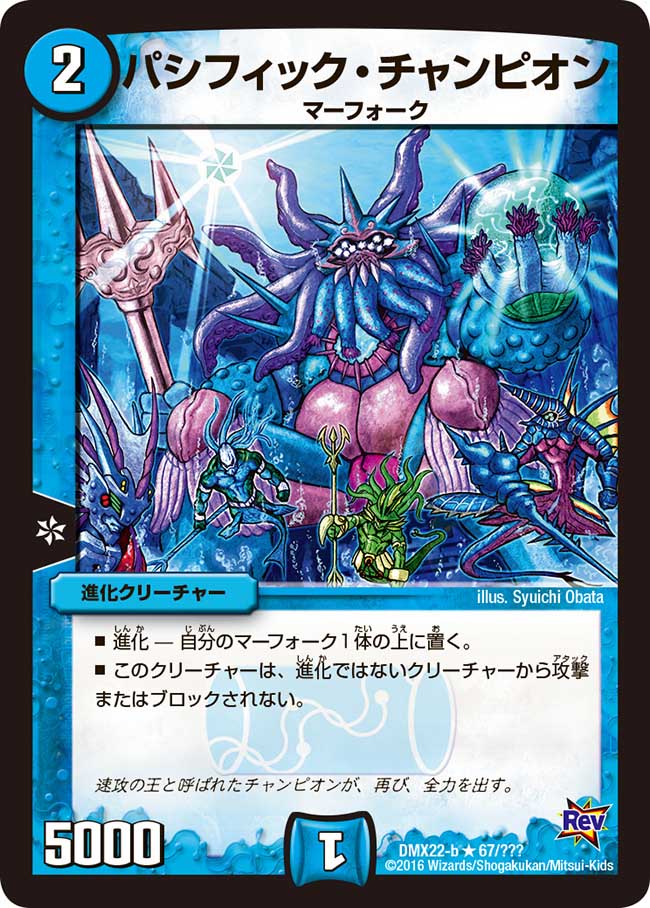 2
パシフィック・チャンピオン
マーフォーク
進化クリーチャー
illus. Syuichi Obata
■ 進化 — 自分のマーフォーク1体の上に置く。
■ このクリーチャーは、進化ではないクリーチャーから攻撃
またはブロックされない。
速攻の王と呼ばれたチャンピオンが、再び、全力を出す。
5000
1
Rev
DMX22-b★67/???
©2016 Wizards/Shogakukan/Mitsui-Kids